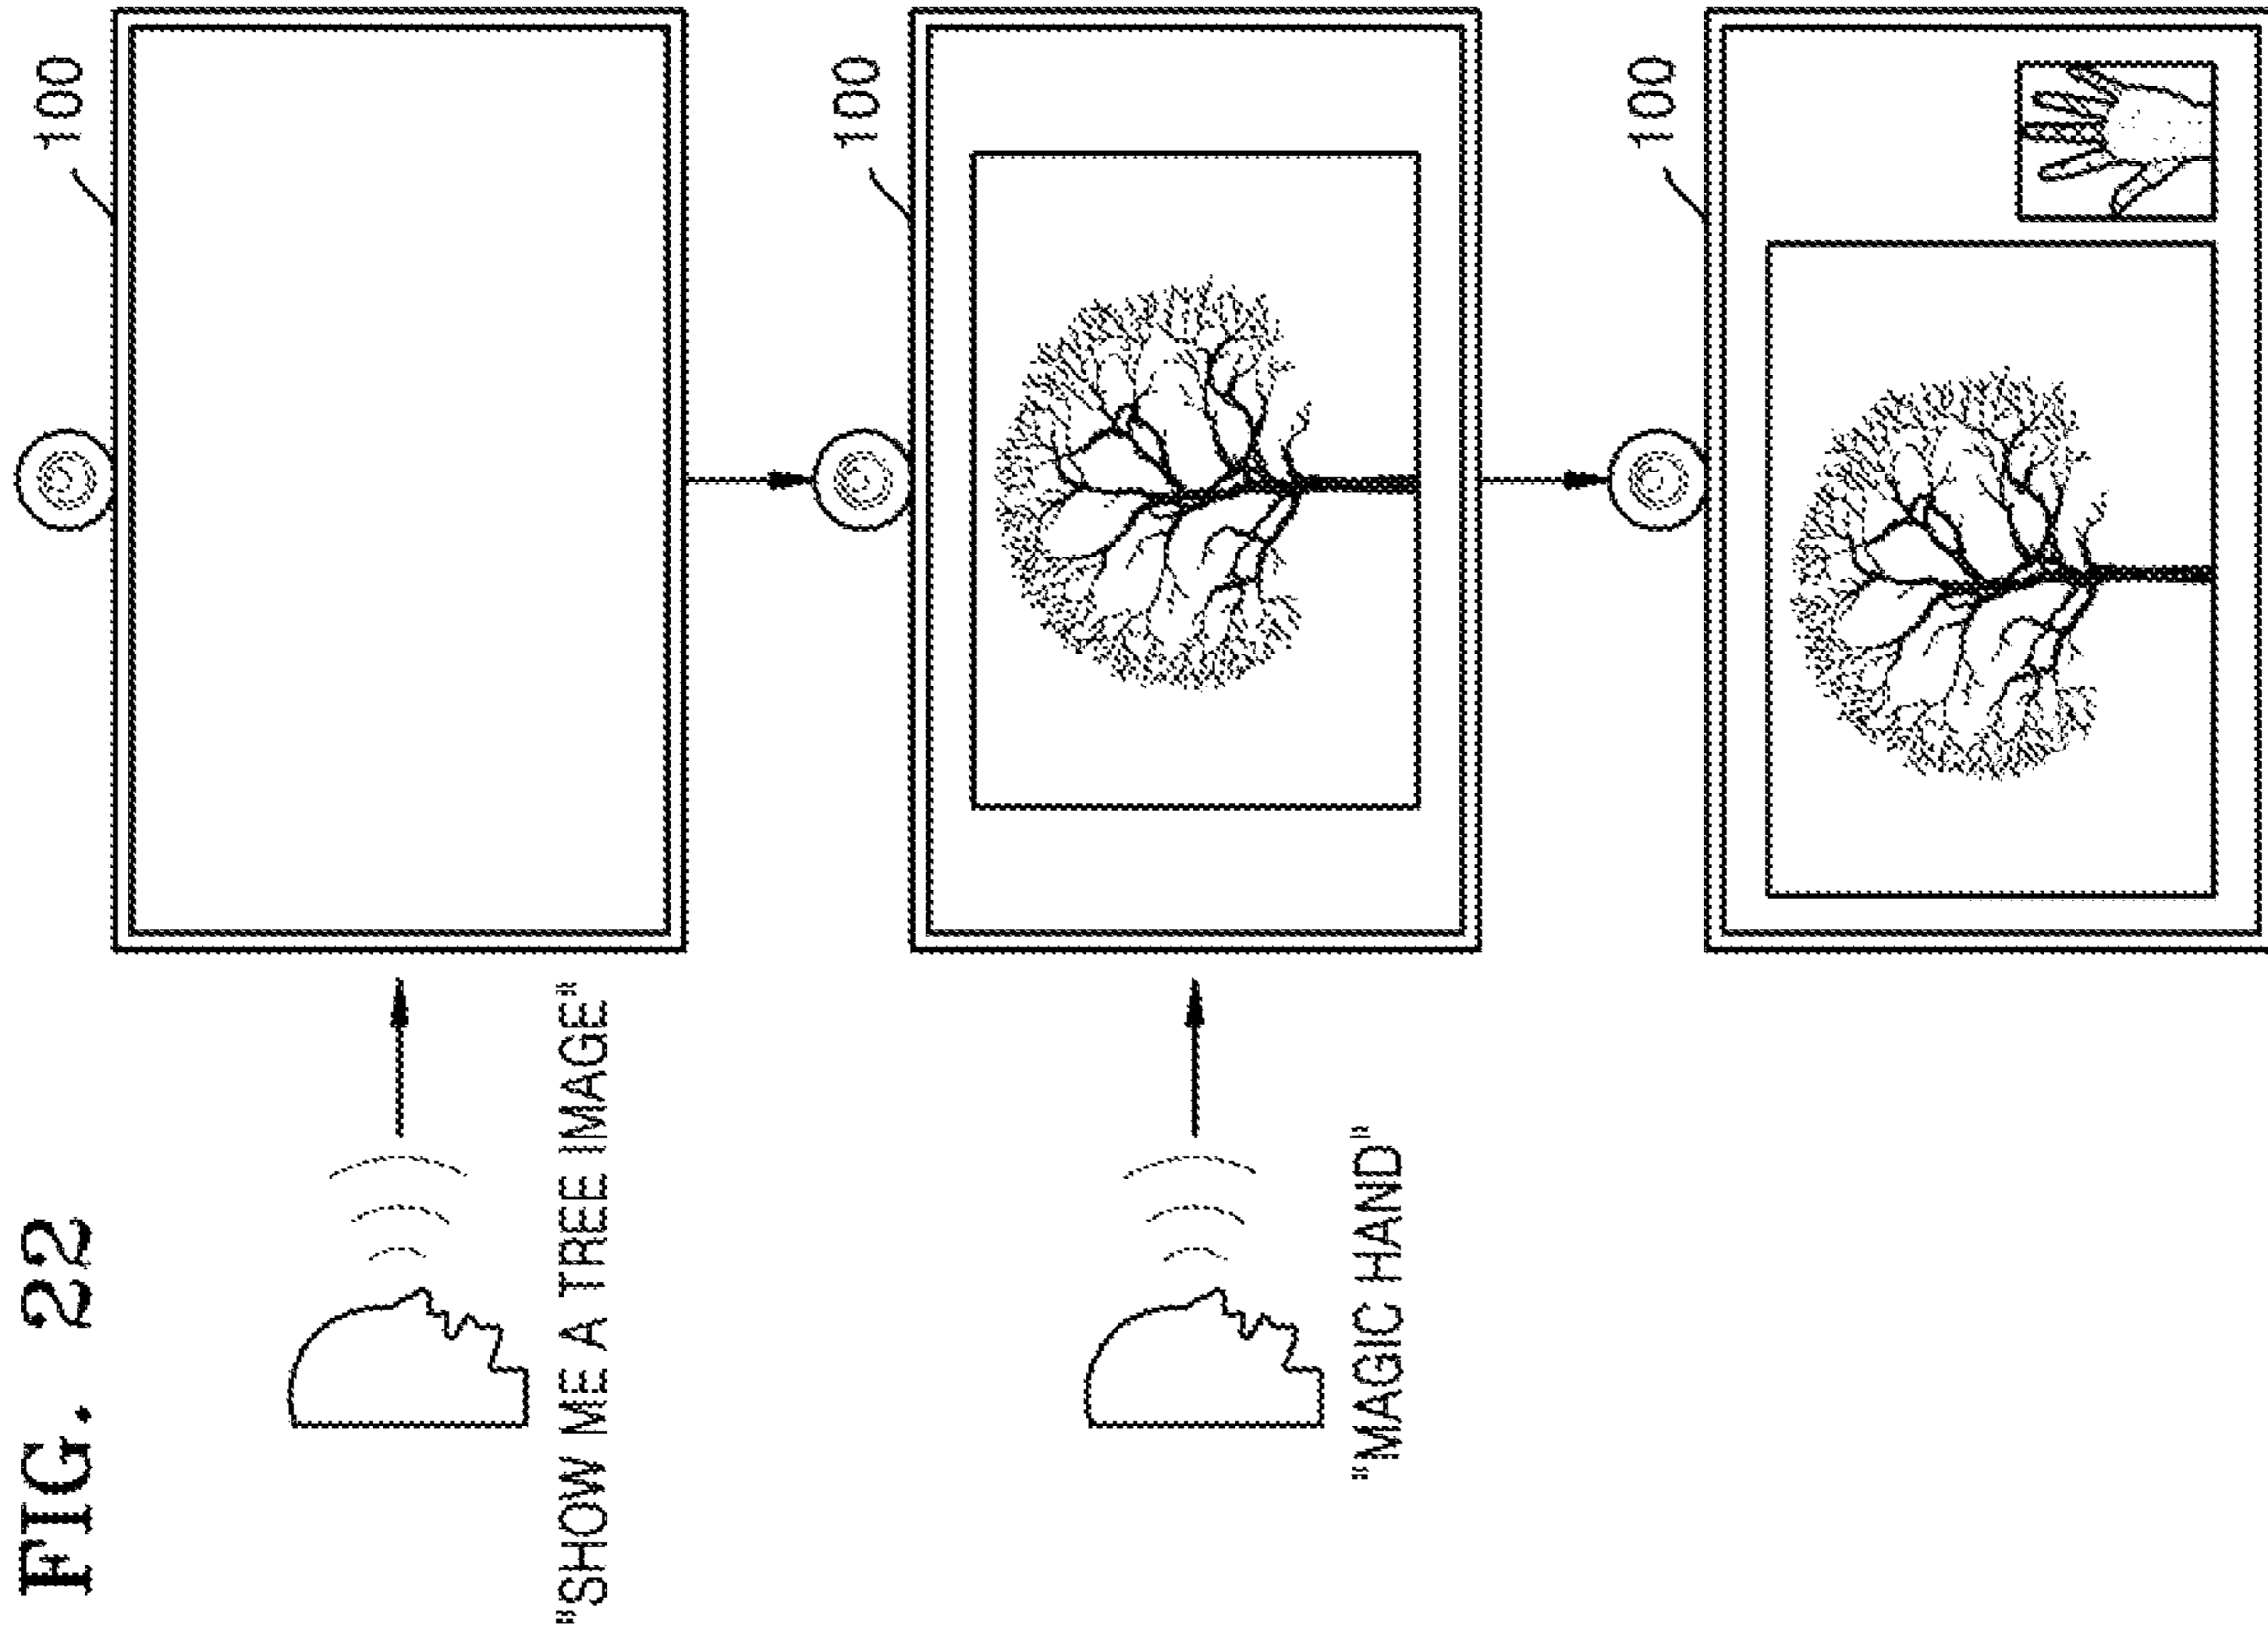 FIG. 22
100
"SHOW ME A TREE IMAGE"
100
"MAGIC HAND"
100